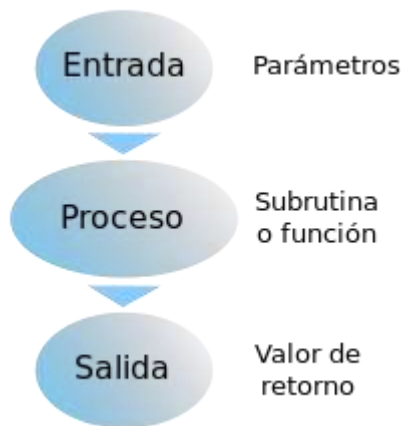 Entrada
Parámetros
Proceso
Subrutina
o función
Salida
Valor de
retorno